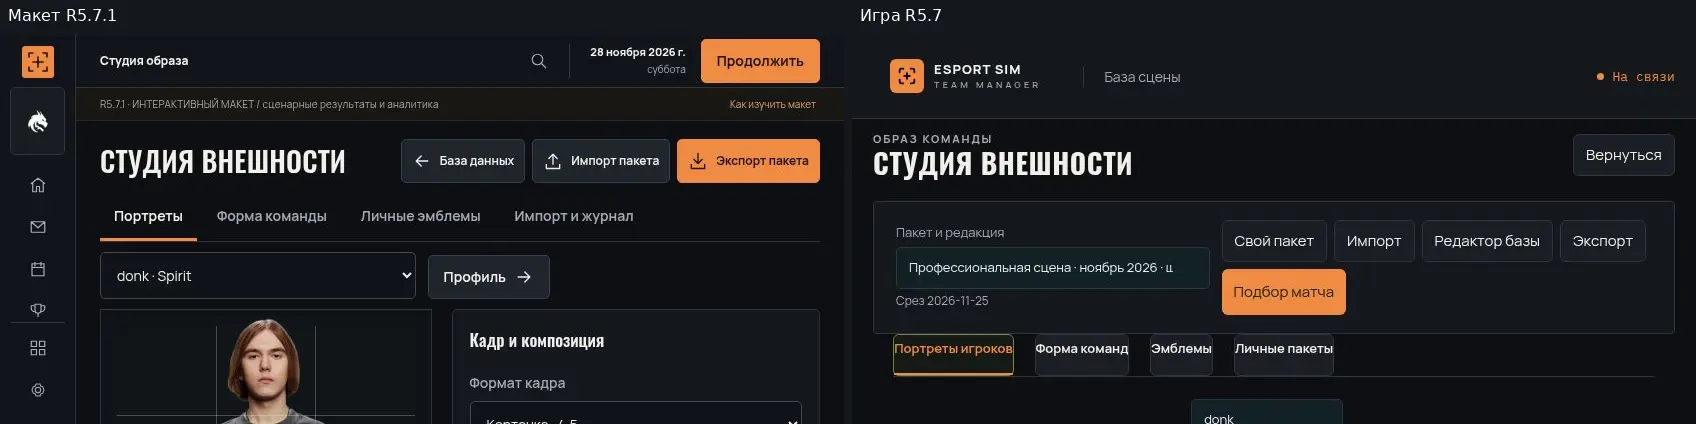 Макет R5.7.1
Студия образа
28 ноября 2026 г.
суббота
Продолжить
R5.7.1 · ИНТЕРАКТИВНЫЙ МАКЕТ / сценарные результаты и аналитика
Как изучить макет
СТУДИЯ ВНЕШНОСТИ
База данных
Импорт пакета
Экспорт пакета
Портреты
Форма команды
Личные эмблемы
Импорт и журнал
donk · Spirit
Профиль
Кадр и композиция
Формат кадра
Игра R5.7
ESPORT SIM
TEAM MANAGER
База сцены
На связи
ОБРАЗ КОМАНДЫ
СТУДИЯ ВНЕШНОСТИ
Вернуться
Пакет и редакция
Профессиональная сцена · ноябрь 2026 ·
Срез 2026-11-25
Свой пакет
Импорт
Редактор базы
Экспорт
Подбор матча
Портреты игроков
Форма команд
Эмблемы
Личные пакеты
donk